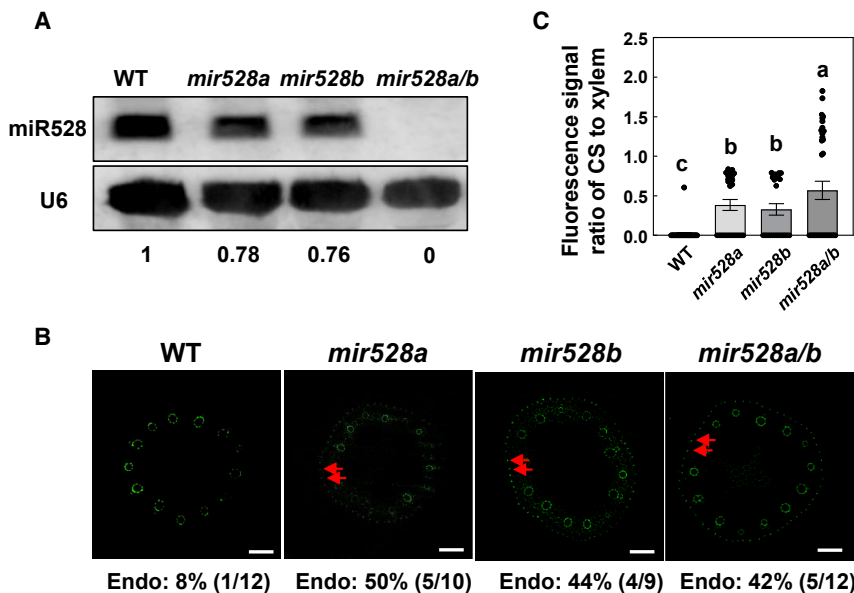 A
WT mir528a mir528b mir528a/b
miR528
U6
1 0.78 0.76 0
C
Fluorescence signal
ratio of CS to xylem
2.5
2.0
1.5
1.0
0.5
0.0
c b b a
WT mir528a mir528b mir528a/b
B
WT mir528a mir528b mir528a/b
Endo: 8% (1/12) Endo: 50% (5/10) Endo: 44% (4/9) Endo: 42% (5/12)